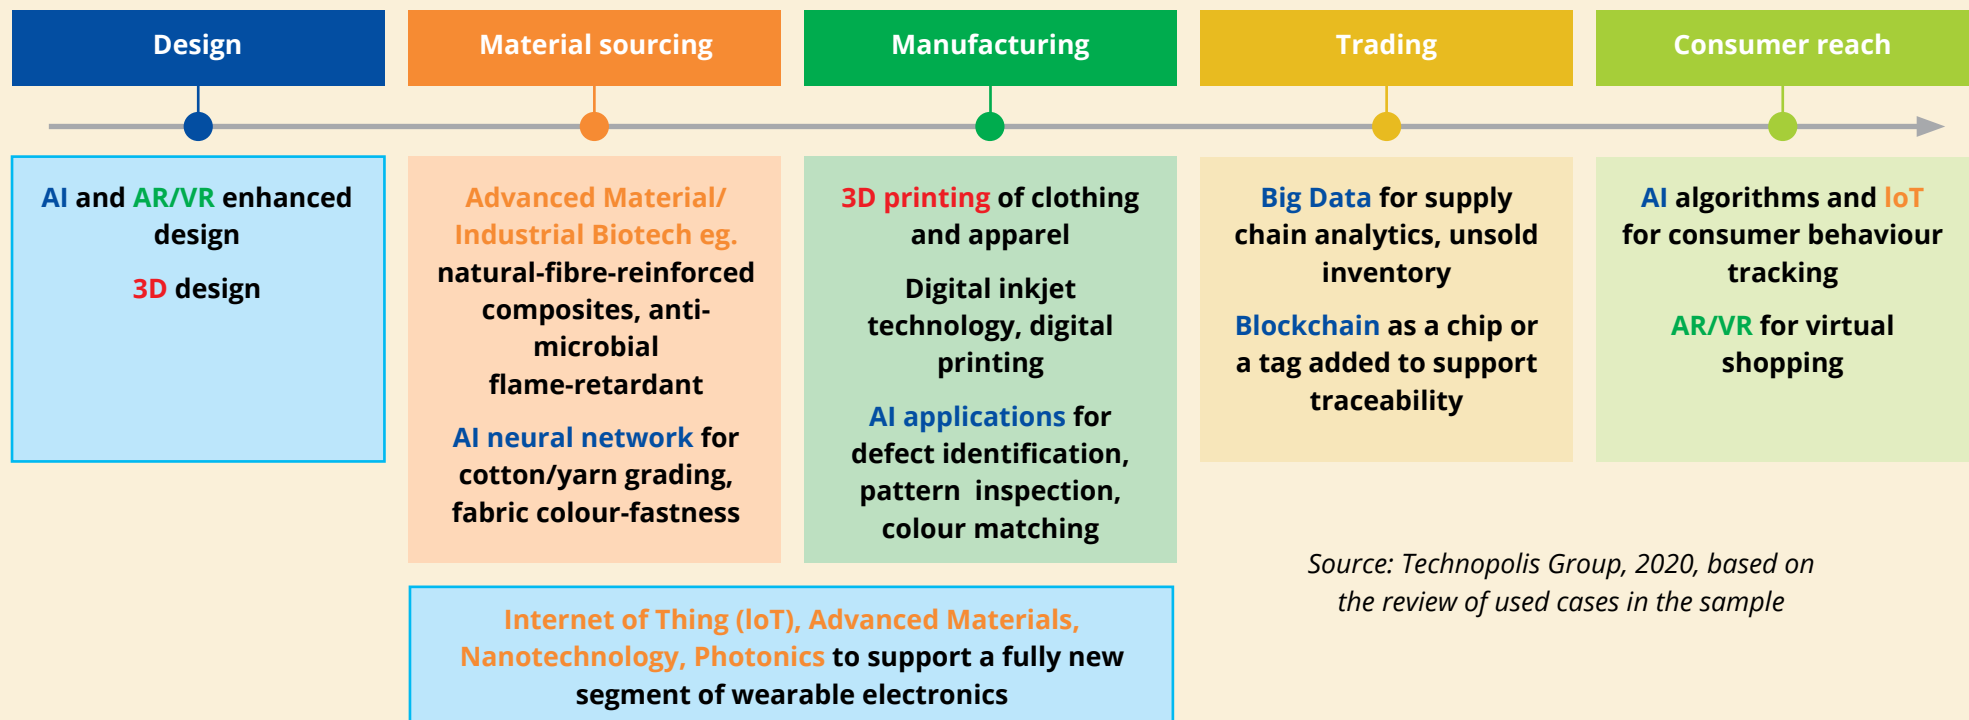 Design
Material sourcing
Manufacturing
Trading
Consumer reach
AI and AR/VR enhanced
design
3D design
Advanced Material/
Industrial Biotech eg.
natural-fibre-reinforced
composites, anti-
microbial
flame-retardant
AI neural network for
cotton/yarn grading,
fabric colour-fastness
3D printing of clothing
and apparel
Digital inkjet
technology, digital
printing
AI applications for
defect identification,
pattern  inspection,
colour matching
Big Data for supply
chain analytics, unsold
inventory
Blockchain as a chip or
a tag added to support
traceability
AI algorithms and loT
for consumer behaviour
tracking
AR/VR for virtual
shopping
Internet of Thing (loT), Advanced Materials,
Nanotechnology, Photonics to support a fully new
segment of wearable electronics
Source: Technopolis Group, 2020, based on
the review of used cases in the sample